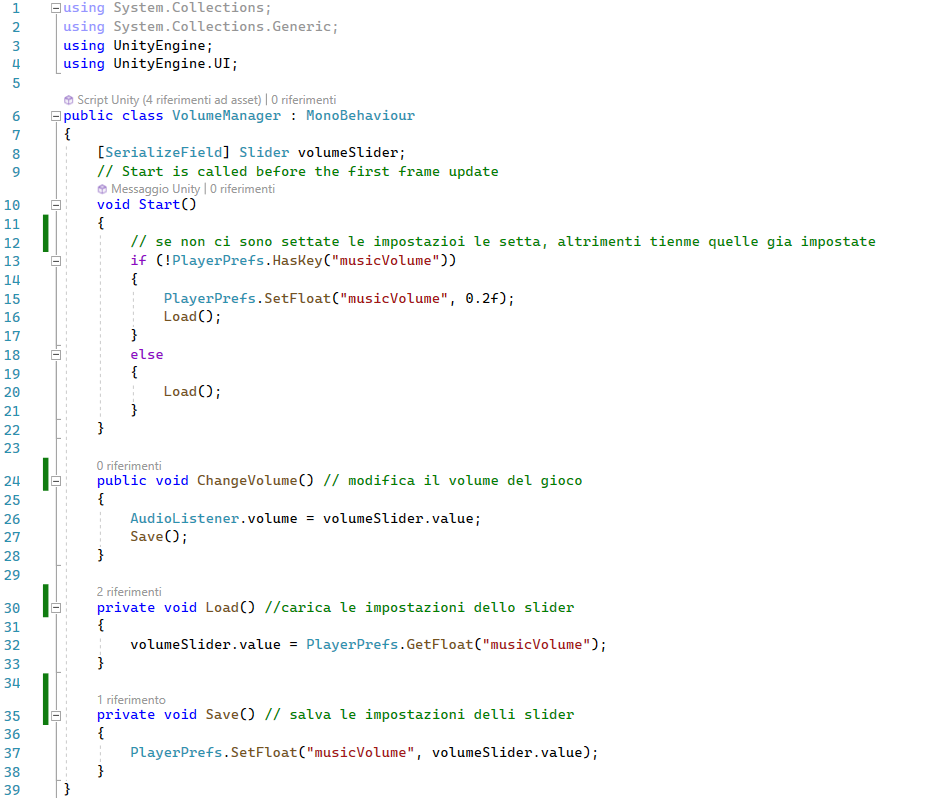 1 using System.Collections;
2 using System.Collections.Generic;
3 using UnityEngine;
4 using UnityEngine.UI;
5
Script Unity (4 riferimenti ad asset) | 0 riferimenti
6 public class VolumeManager : MonoBehaviour
7 {
8 [SerializeField] Slider volumeSlider;
9 // Start is called before the first frame update
Messaggio Unity | 0 riferimenti
10 void Start()
11 {
12 // se non ci sono settate le impostazioi le setta, altrimenti tienme quelle gia impostate
13 if (!PlayerPrefs.HasKey("musicVolume"))
14 {
15 PlayerPrefs.SetFloat("musicVolume", 0.2f);
16 Load();
17 }
18 else
19 {
20 Load();
21 }
22 }
23
0 riferimenti
24 public void ChangeVolume() // modifica il volume del gioco
25 {
26 AudioListener.volume = volumeSlider.value;
27 Save();
28 }
29
2 riferimenti
30 private void Load() //carica le impostazioni dello slider
31 {
32 volumeSlider.value = PlayerPrefs.GetFloat("musicVolume");
33 }
34
1 riferimento
35 private void Save() // salva le impostazioni delli slider
36 {
37 PlayerPrefs.SetFloat("musicVolume", volumeSlider.value);
38 }
39 }